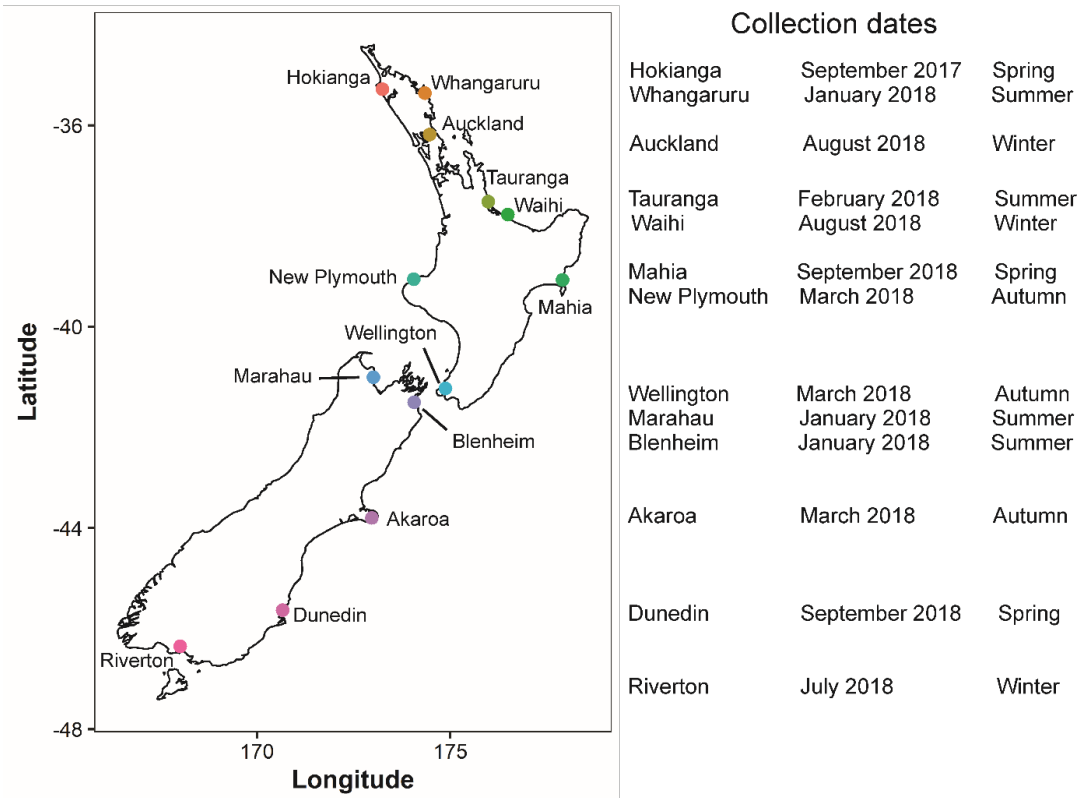 Collection dates
Hokianga September 2017 Spring
Whangaruru January 2018 Summer
Auckland August 2018 Winter
Tauranga February 2018 Summer
Waihi August 2018 Winter
Mahia September 2018 Spring
New Plymouth March 2018 Autumn
Wellington March 2018 Autumn
Marahau January 2018 Summer
Blenheim January 2018 Summer
Akaroa March 2018 Autumn
Dunedin September 2018 Spring
Riverton July 2018 Winter
Hokianga
Whangaruru
Auckland
Tauranga
Waihi
New Plymouth
Mahia
Wellington
Marahau
Blenheim
Akaroa
Dunedin
Riverton
-36
-40
-44
-48
Latitude
170 175
Longitude